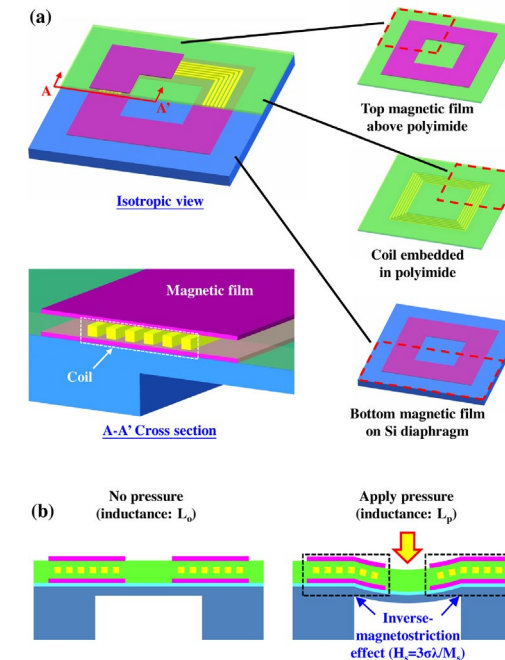 (a)
A
A'
Isotropic view
Top magnetic film
above polyimide
Coil embedded
in polyimide
Magnetic film
Coil
A-A' Cross section
Bottom magnetic film
on Si diaphragm
(b)
No pressure
(inductance: Lₒ)
Apply pressure
(inductance: Lₚ)
Inverse-
magnetostriction
effect (Hₛ=3σλ/Mₛ)